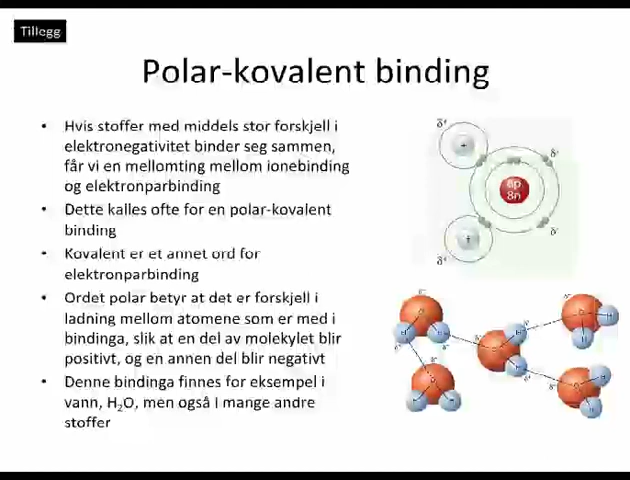 Tillegg
Polar-kovalent binding
• Hvis stoffer med middels stor forskjell i
elektronegativitet binder seg sammen,
får vi en mellomting mellom ionebinding
og elektronparbinding
• Dette kalles ofte for en polar-kovalent
binding
• Kovalent er et annet ord for
elektronparbinding
• Ordet polar betyr at det er forskjell i
ladning mellom atomene som er med i
bindinga, slik at en del av molekylet blir
positivt, og en annen del blir negativt
• Denne bindinga finnes for eksempel i
vann, H₂O, men også I mange andre
stoffer
8p
8n